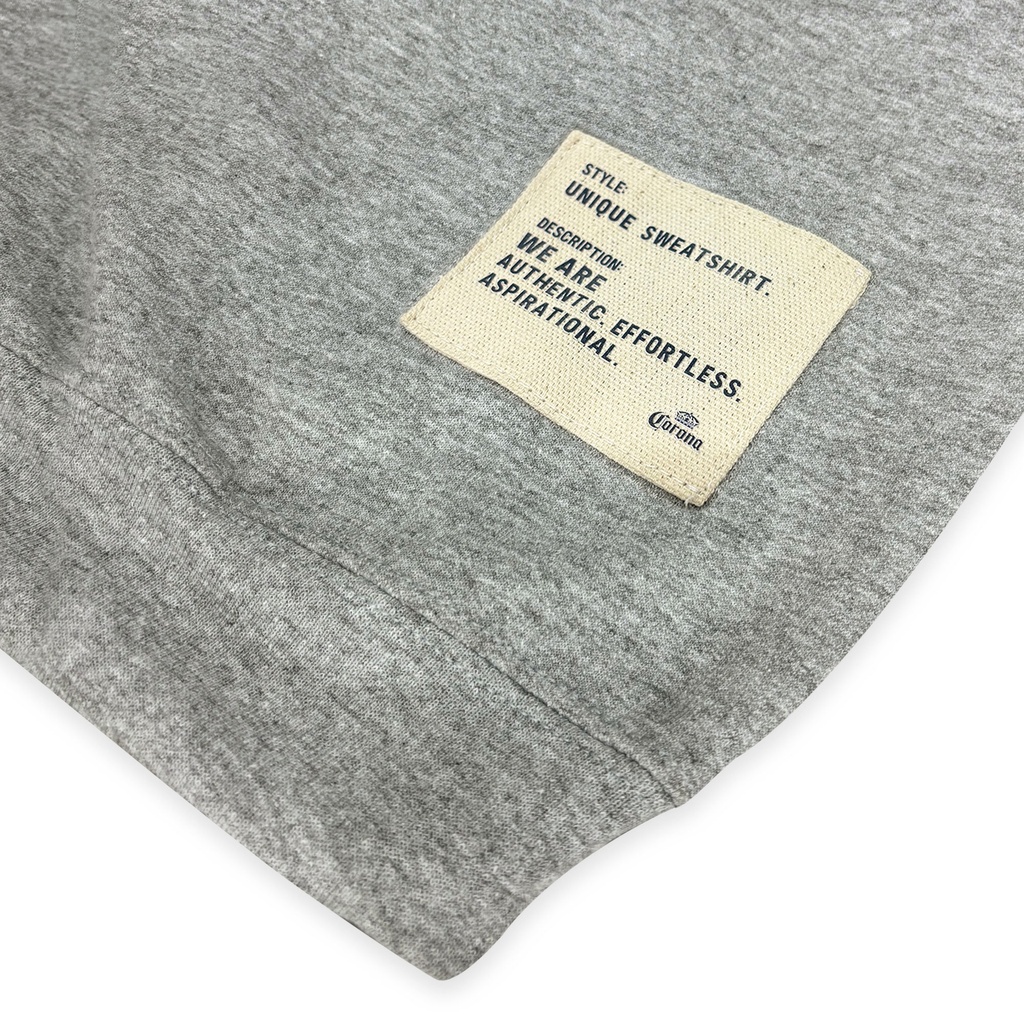 STYLE:
UNIQUE SWEATSHIRT.
DESCRIPTION:
WE ARE
AUTHENTIC. EFFORTLESS.
ASPIRATIONAL.
Corona